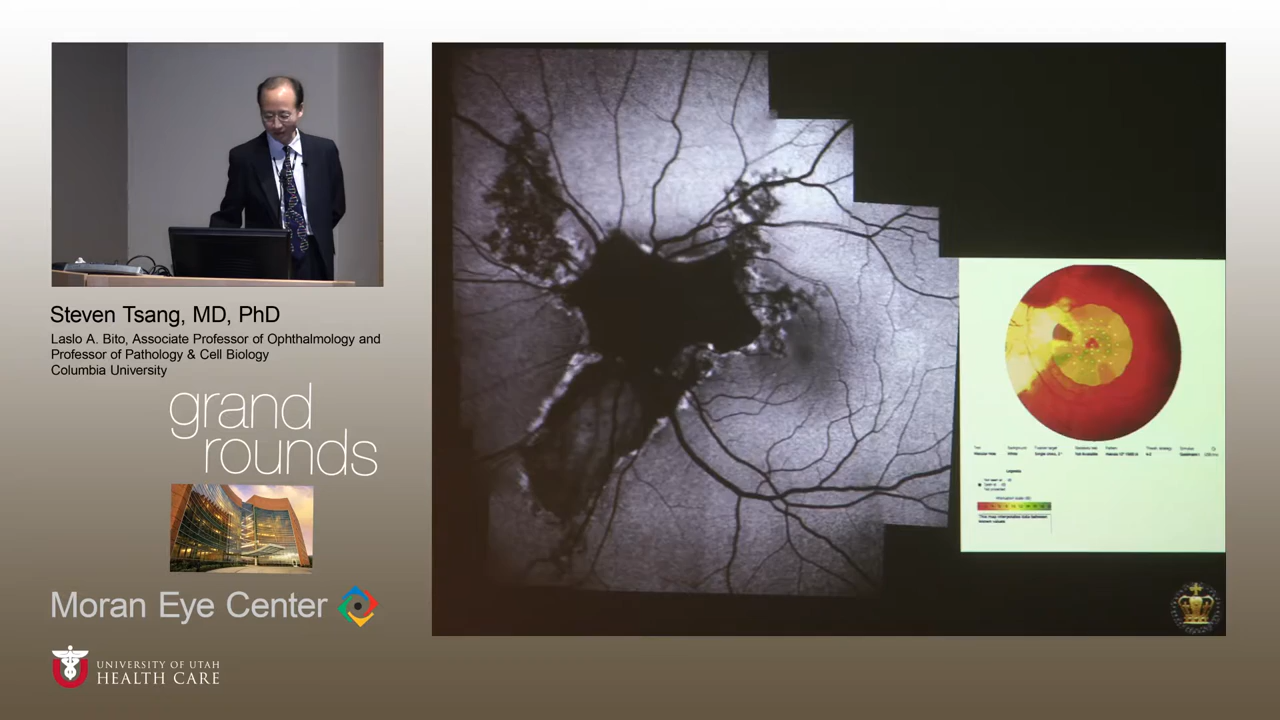 Steven Tsang, MD, PhD
Laslo A. Bito, Associate Professor of Ophthalmology and
Professor of Pathology & Cell Biology
Columbia University
grand
rounds
Moran Eye Center
UNIVERSITY OF UTAH
HEALTH CARE